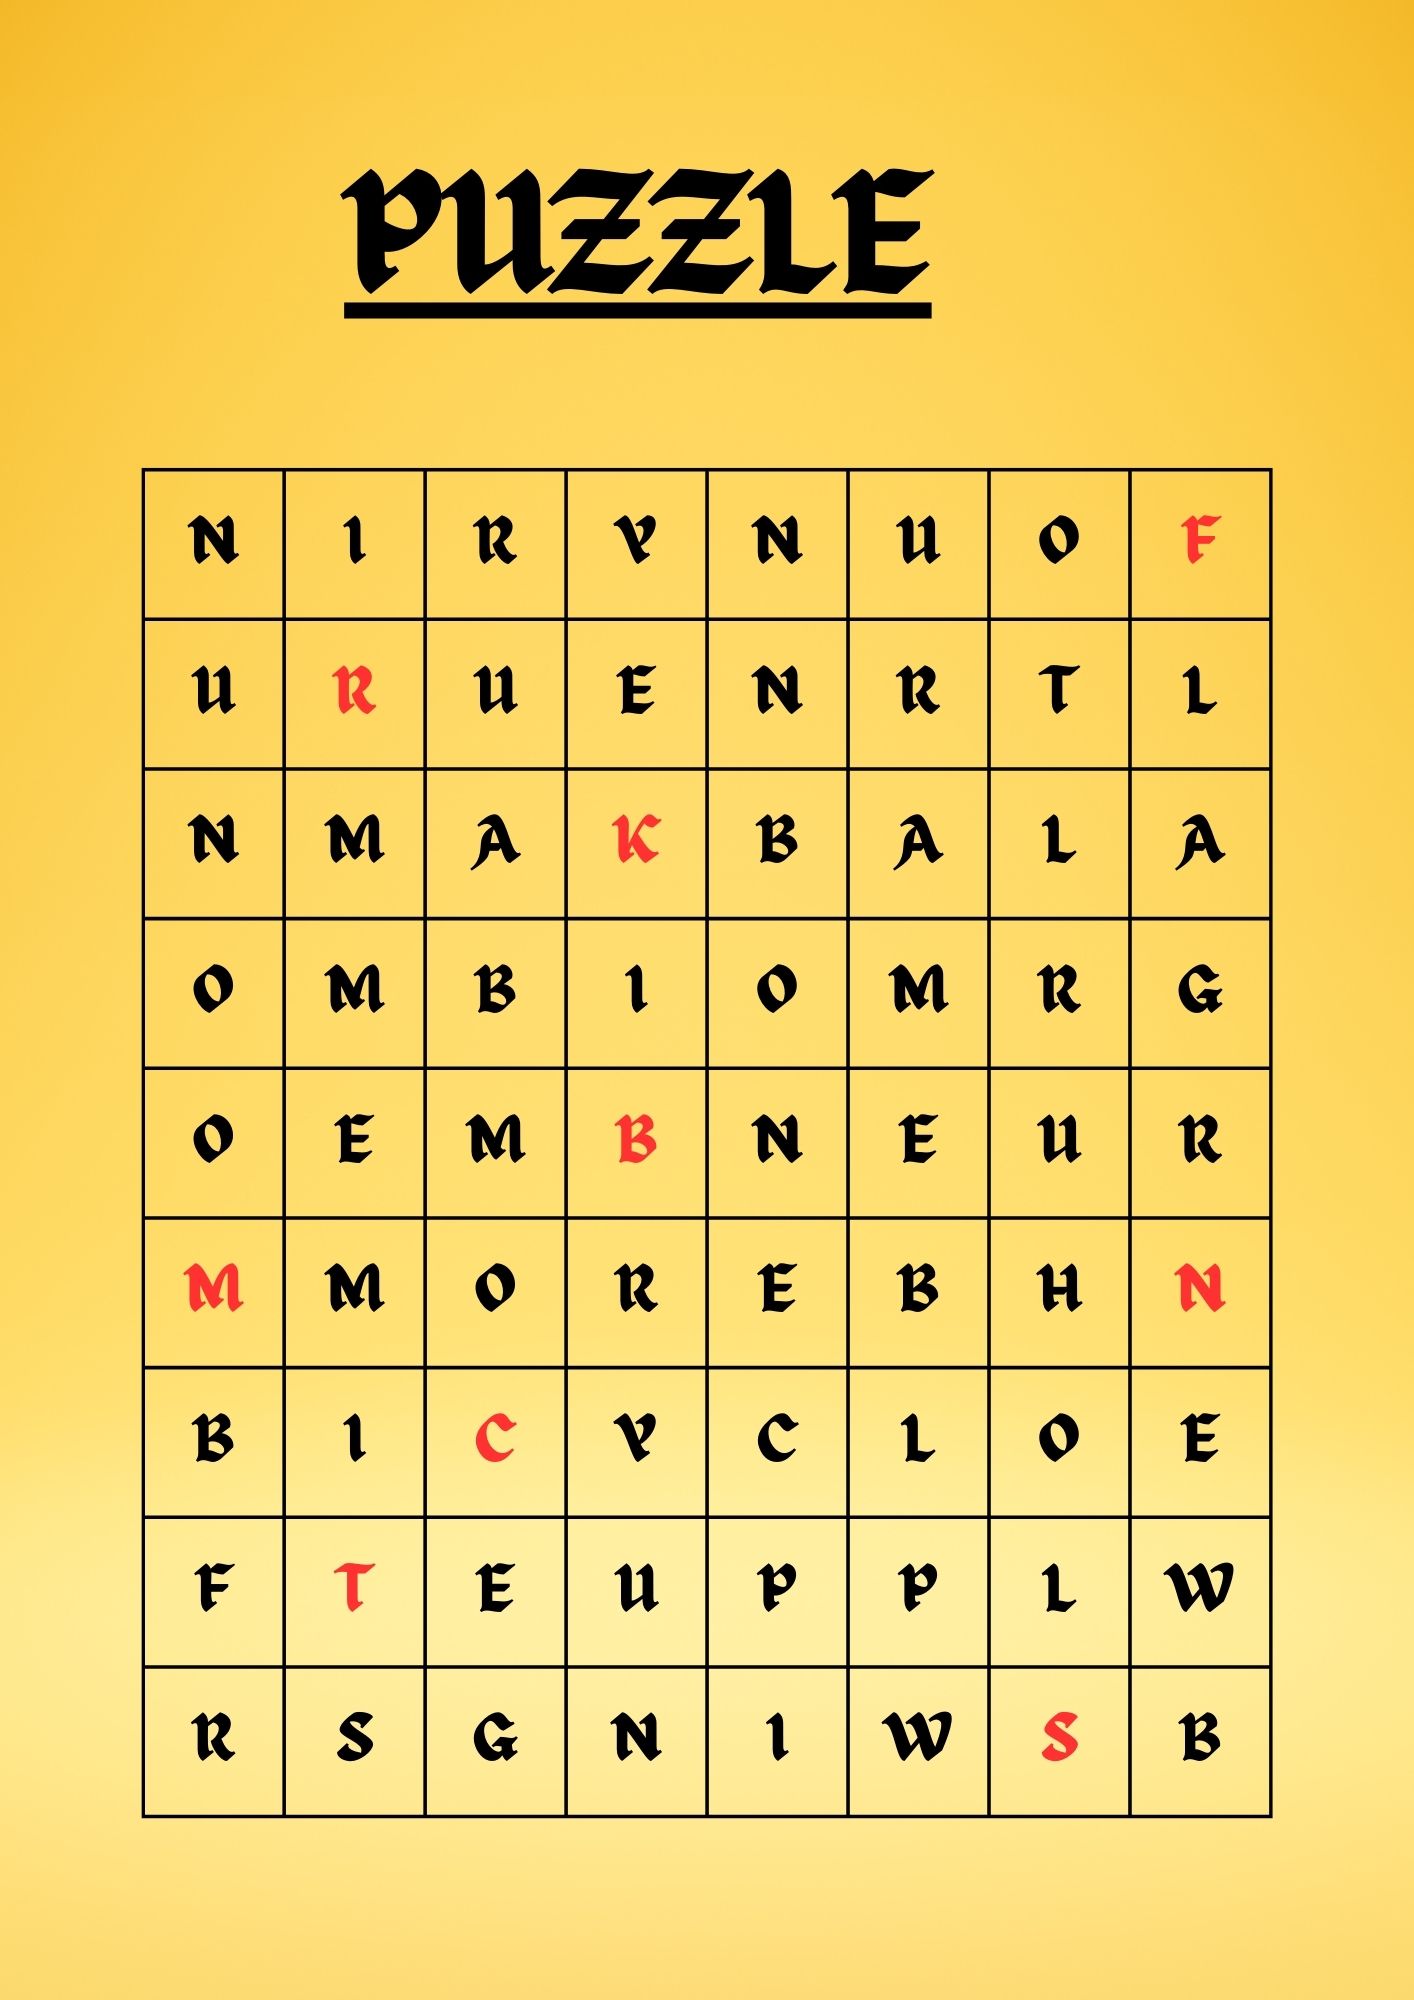 PUZZLE
N I R Y N U O F
U R U E N R T L
N M A K B A L A
O M B I O M R G
O E M B N E U R
M M O R E B H N
B I C Y C L O E
F T E U P P L W
R S G N I W S B